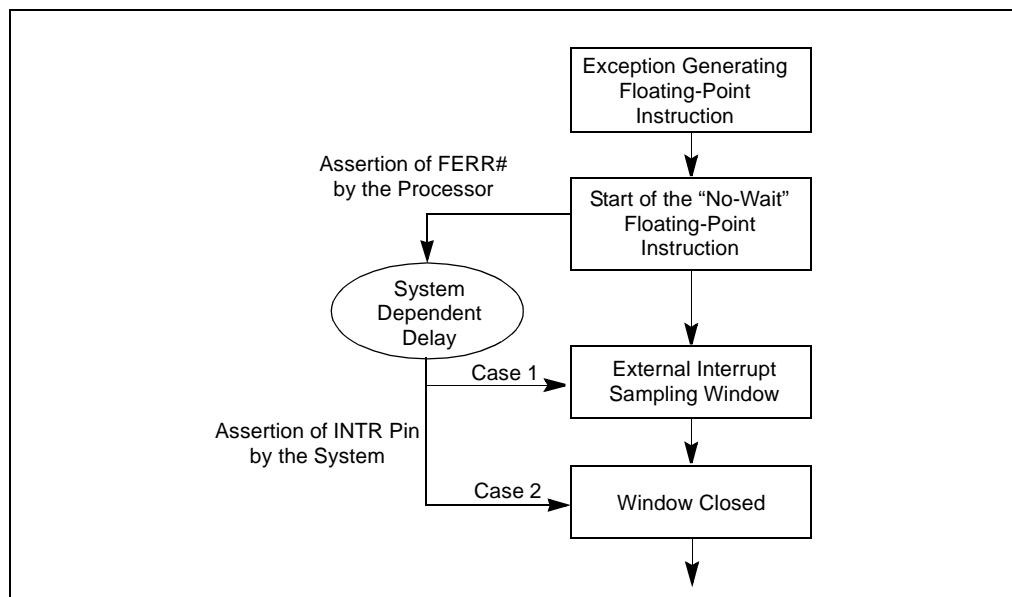 Exception Generating
Floating-Point
Instruction
Assertion of FERR#
by the Processor
Start of the “No-Wait”
Floating-Point
Instruction
System
Dependent
Delay
Case 1
External Interrupt
Sampling Window
Assertion of INTR Pin
by the System
Case 2
Window Closed